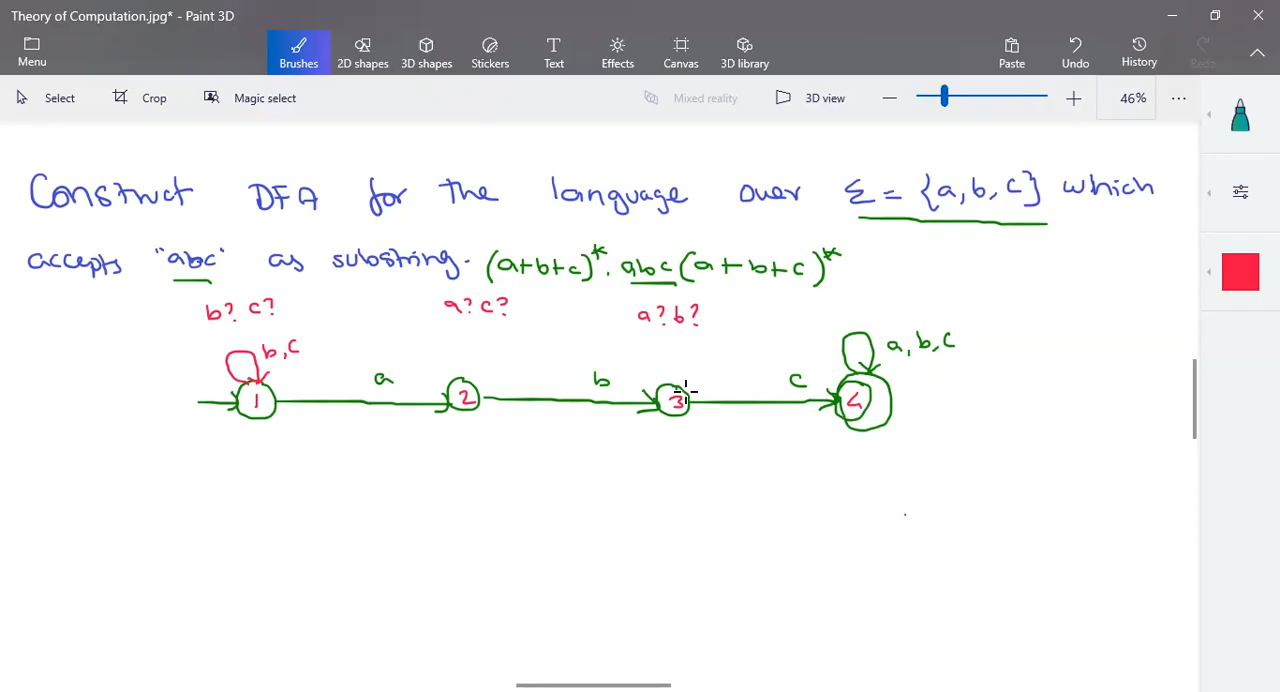 Theory of Computation.jpg* - Paint 3D
Menu
Brushes 2D shapes 3D shapes Stickers Text Effects Canvas 3D library Paste Undo History Redo
Select Crop Magic select Mixed reality 3D view 46%
Construct DFA for the language over Σ = {a, b, c} which
accepts "abc" as substring. (a+b+c)*. abc (a+b+c)*
b? c? a? c? a? b?
b, c a b c a, b, c
1 2 3 4